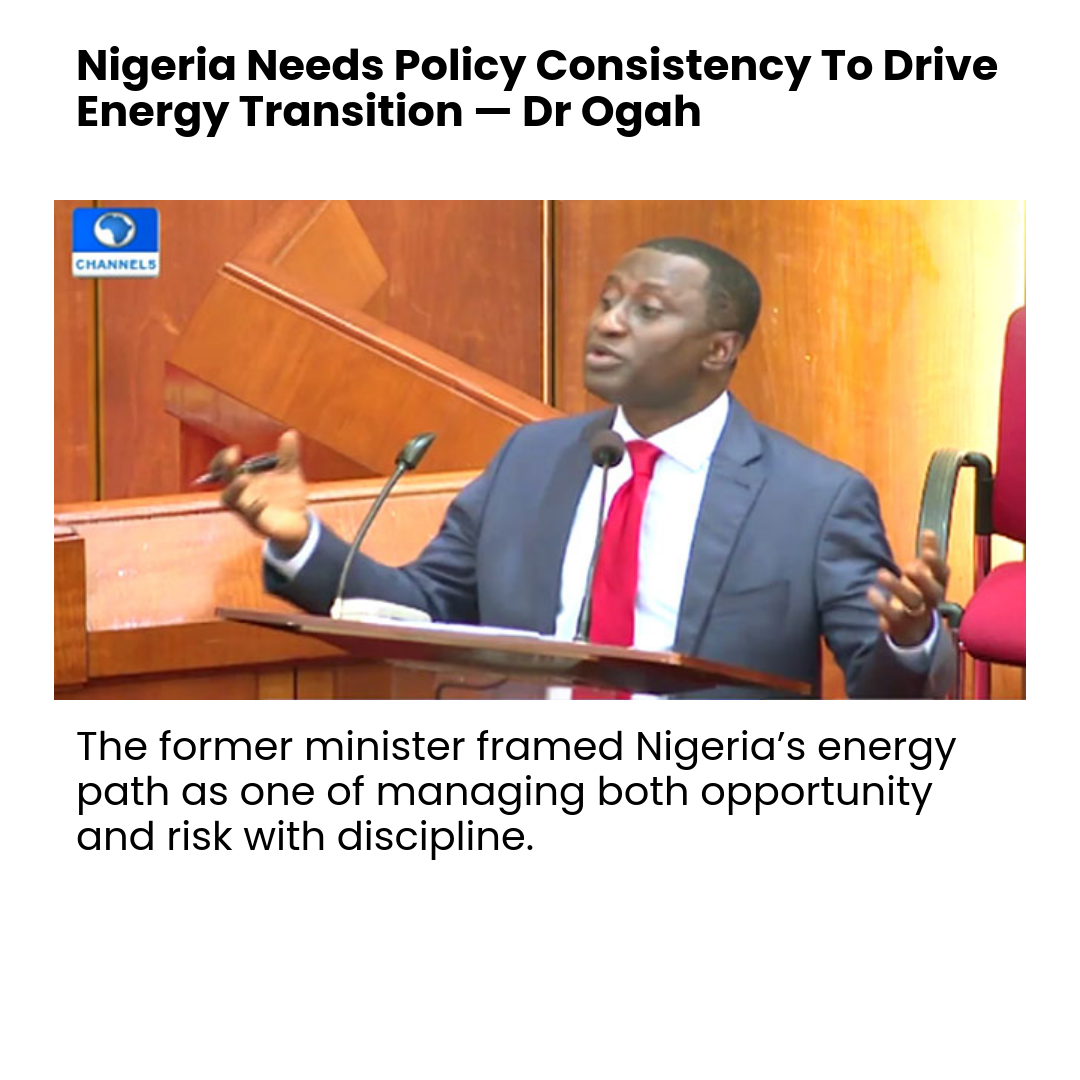 Nigeria Needs Policy Consistency To Drive
Energy Transition — Dr Ogah
CHANNELS
The former minister framed Nigeria’s energy
path as one of managing both opportunity
and risk with discipline.